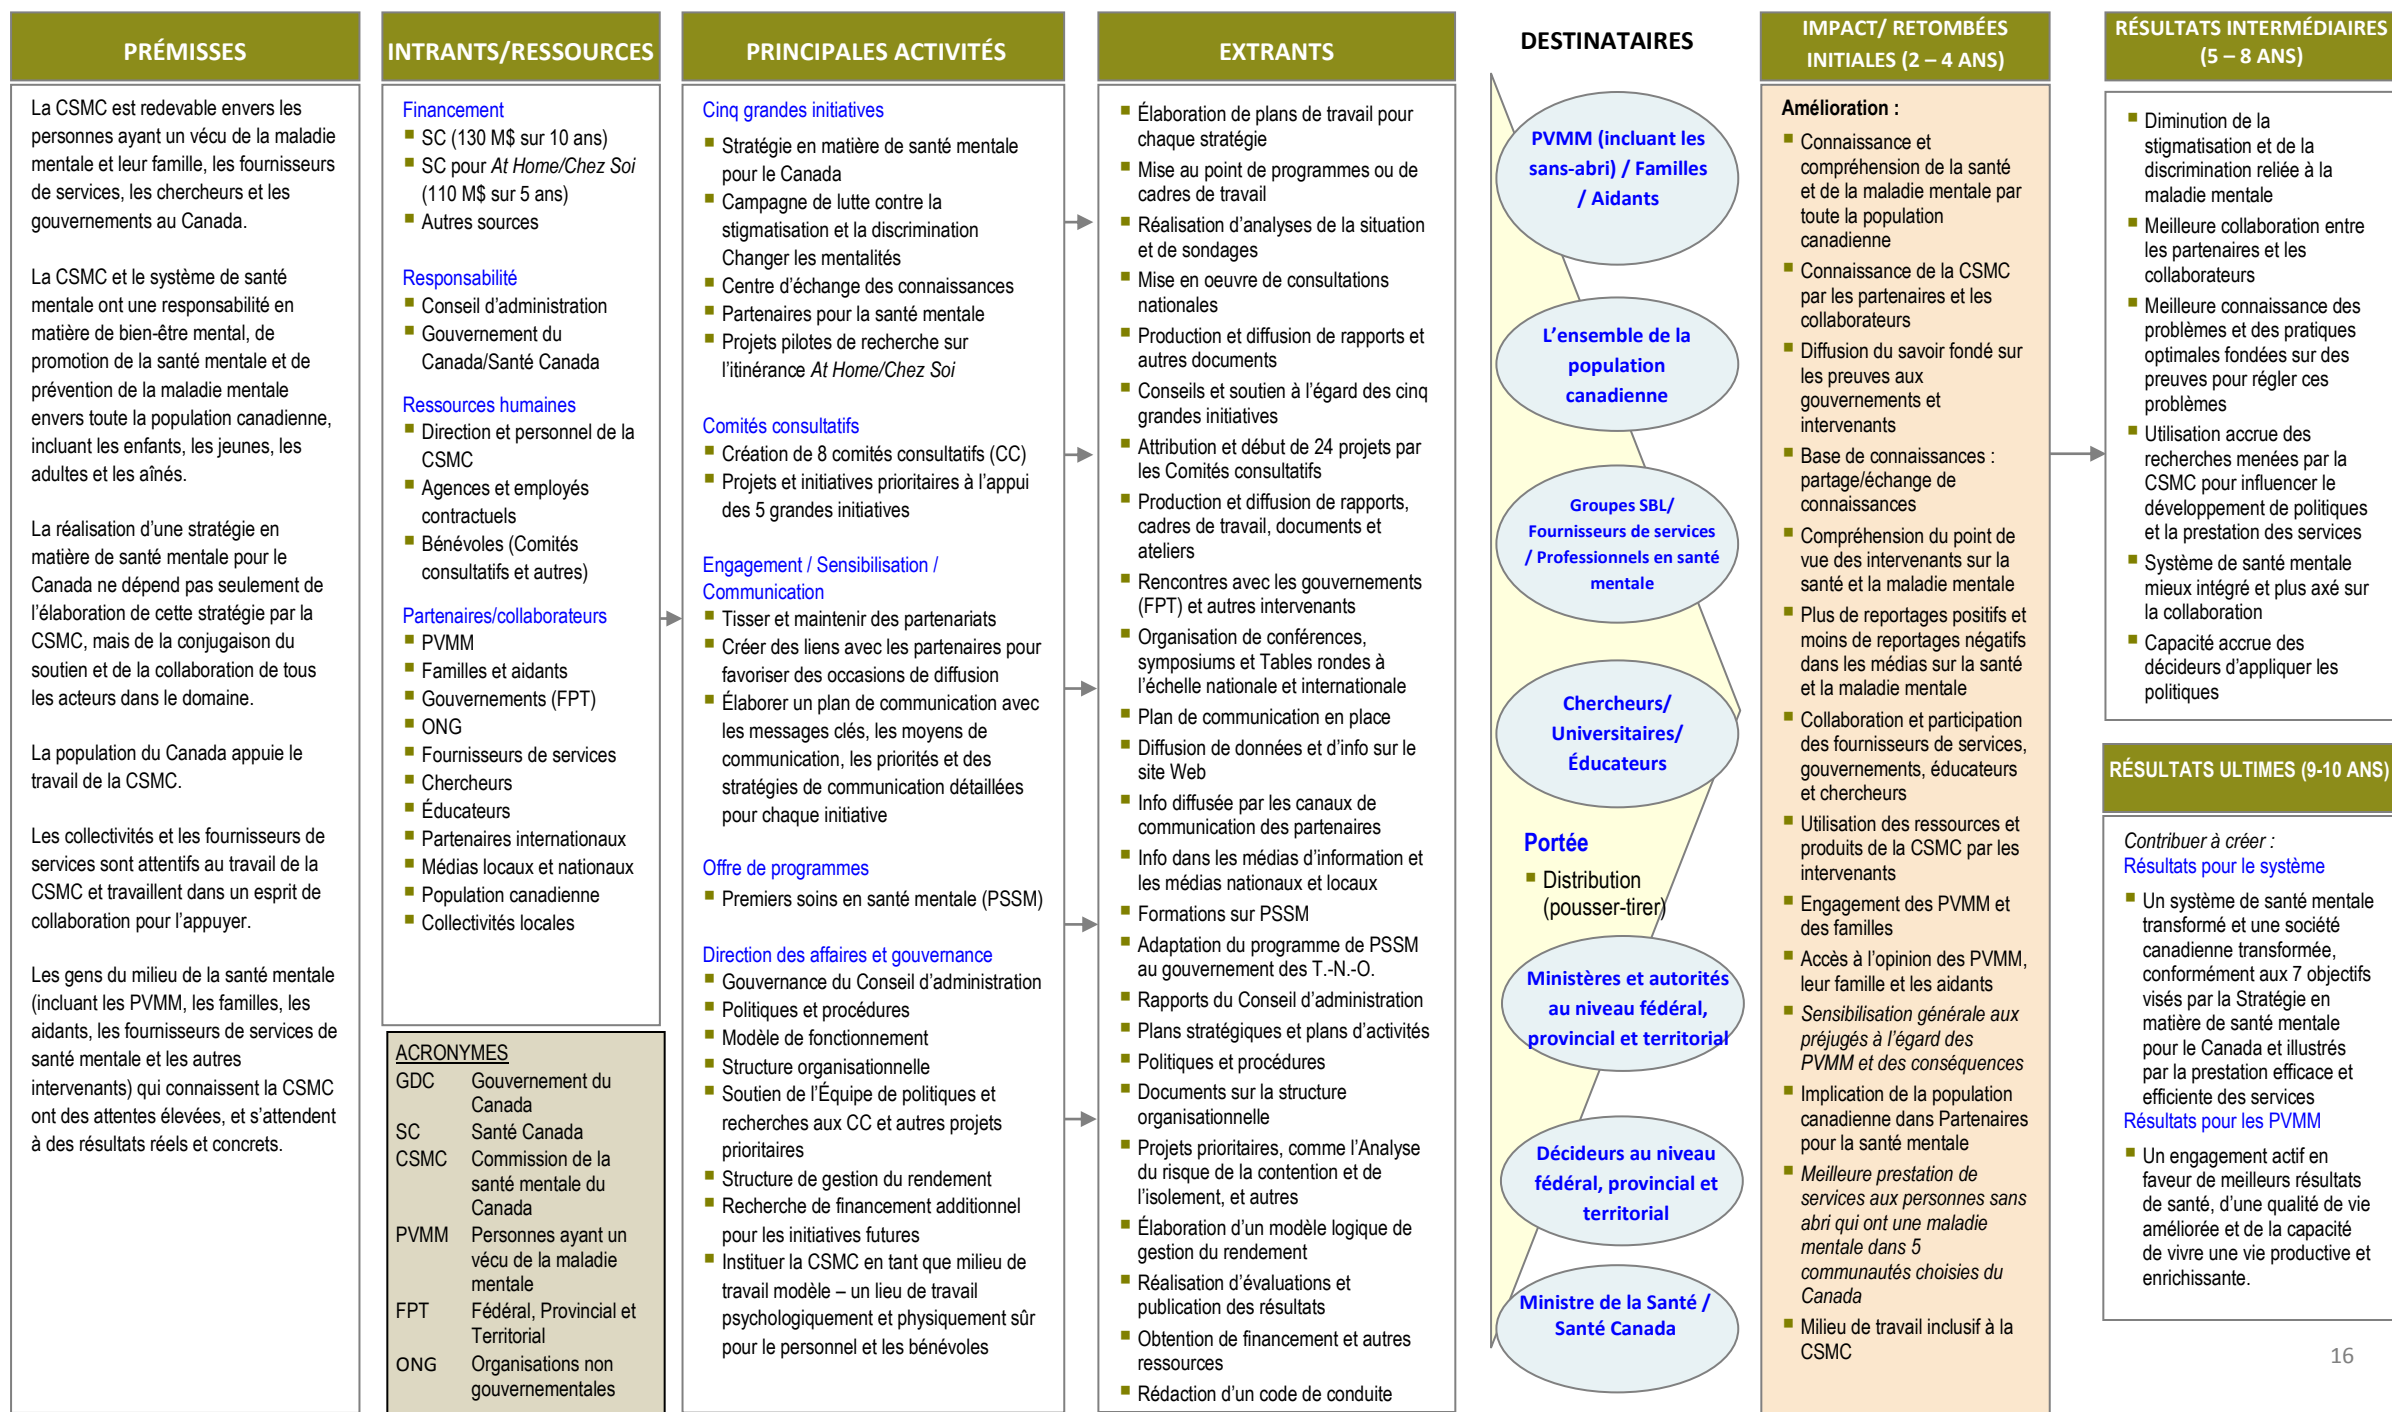 PRÉMISSES
La CSMC est redevable envers les
personnes ayant un vécu de la maladie
mentale et leur famille, les fournisseurs
de services, les chercheurs et les
gouvernements au Canada.
La CSMC et le système de santé
mentale ont une responsabilité en
matière de bien-être mental, de
promotion de la santé mentale et de
prévention de la maladie mentale
envers toute la population canadienne,
incluant les enfants, les jeunes, les
adultes et les aînés.
La réalisation d’une stratégie en
matière de santé mentale pour le
Canada ne dépend pas seulement de
l’élaboration de cette stratégie par la
CSMC, mais de la conjugaison du
soutien et de la collaboration de tous
les acteurs dans le domaine.
La population du Canada appuie le
travail de la CSMC.
Les collectivités et les fournisseurs de
services sont attentifs au travail de la
CSMC et travaillent dans un esprit de
collaboration pour l’appuyer.
Les gens du milieu de la santé mentale
(incluant les PVMM, les familles, les
aidants, les fournisseurs de services de
santé mentale et les autres
intervenants) qui connaissent la CSMC
ont des attentes élevées, et s’attendent
à des résultats réels et concrets.
INTRANTS/RESSOURCES
Financement
SC (130 M$ sur 10 ans)
SC pour At Home/Chez Soi
(110 M$ sur 5 ans)
Autres sources
Responsabilité
Conseil d’administration
Gouvernement du
Canada/Santé Canada
Ressources humaines
Direction et personnel de la
CSMC
Agences et employés
contractuels
Bénévoles (Comités
consultatifs et autres)
Partenaires/collaborateurs
PVMM
Familles et aidants
Gouvernements (FPT)
ONG
Fournisseurs de services
Chercheurs
Éducateurs
Partenaires internationaux
Médias locaux et nationaux
Population canadienne
Collectivités locales
ACRONYMES
GDC Gouvernement du
Canada
SC Santé Canada
CSMC Commission de la
santé mentale du
Canada
PVMM Personnes ayant un
vécu de la maladie
mentale
FPT Fédéral, Provincial et
Territorial
ONG Organisations non
gouvernementales
PRINCIPALES ACTIVITÉS
Cinq grandes initiatives
Stratégie en matière de santé mentale
pour le Canada
Campagne de lutte contre la
stigmatisation et la discrimination
Changer les mentalités
Centre d’échange des connaissances
Partenaires pour la santé mentale
Projets pilotes de recherche sur
l’itinérance At Home/Chez Soi
Comités consultatifs
Création de 8 comités consultatifs (CC)
Projets et initiatives prioritaires à l’appui
des 5 grandes initiatives
Engagement / Sensibilisation /
Communication
Tisser et maintenir des partenariats
Créer des liens avec les partenaires pour
favoriser des occasions de diffusion
Élaborer un plan de communication avec
les messages clés, les moyens de
communication, les priorités et des
stratégies de communication détaillées
pour chaque initiative
Offre de programmes
Premiers soins en santé mentale (PSSM)
Direction des affaires et gouvernance
Gouvernance du Conseil d’administration
Politiques et procédures
Modèle de fonctionnement
Structure organisationnelle
Soutien de l’Équipe de politiques et
recherches aux CC et autres projets
prioritaires
Structure de gestion du rendement
Recherche de financement additionnel
pour les initiatives futures
Instituer la CSMC en tant que milieu de
travail modèle – un lieu de travail
psychologiquement et physiquement sûr
pour le personnel et les bénévoles
EXTRANTS
Élaboration de plans de travail pour
chaque stratégie
Mise au point de programmes ou de
cadres de travail
Réalisation d’analyses de la situation
et de sondages
Mise en oeuvre de consultations
nationales
Production et diffusion de rapports et
autres documents
Conseils et soutien à l’égard des cinq
grandes initiatives
Attribution et début de 24 projets par
les Comités consultatifs
Production et diffusion de rapports,
cadres de travail, documents et
ateliers
Rencontres avec les gouvernements
(FPT) et autres intervenants
Organisation de conférences,
symposiums et Tables rondes à
l’échelle nationale et internationale
Plan de communication en place
Diffusion de données et d’info sur le
site Web
Info diffusée par les canaux de
communication des partenaires
Info dans les médias d’information et
les médias nationaux et locaux
Formations sur PSSM
Adaptation du programme de PSSM
au gouvernement des T.-N.-O.
Rapports du Conseil d’administration
Plans stratégiques et plans d’activités
Politiques et procédures
Documents sur la structure
organisationnelle
Projets prioritaires, comme l’Analyse
du risque de la contention et de
l’isolement, et autres
Élaboration d’un modèle logique de
gestion du rendement
Réalisation d’évaluations et
publication des résultats
Obtention de financement et autres
ressources
Rédaction d’un code de conduite
DESTINATAIRES
PVMM (incluant les
sans-abri) / Familles
/ Aidants
L’ensemble de la
population
canadienne
Groupes SBL/
Fournisseurs de services
/ Professionnels en santé
mentale
Chercheurs/
Universitaires/
Éducateurs
Portée
Distribution
(pousser-tirer)
Ministères et autorités
au niveau fédéral,
provincial et territorial
Décideurs au niveau
fédéral, provincial et
territorial
Ministre de la Santé /
Santé Canada
IMPACT/ RETOMBÉES
INITIALES (2 – 4 ANS)
Amélioration :
Connaissance et
compréhension de la santé
et de la maladie mentale par
toute la population
canadienne
Connaissance de la CSMC
par les partenaires et les
collaborateurs
Diffusion du savoir fondé sur
les preuves aux
gouvernements et
intervenants
Base de connaissances :
partage/échange de
connaissances
Compréhension du point de
vue des intervenants sur la
santé et la maladie mentale
Plus de reportages positifs et
moins de reportages négatifs
dans les médias sur la santé
et la maladie mentale
Collaboration et participation
des fournisseurs de services,
gouvernements, éducateurs
et chercheurs
Utilisation des ressources et
produits de la CSMC par les
intervenants
Engagement des PVMM et
des familles
Accès à l’opinion des PVMM,
leur famille et les aidants
Sensibilisation générale aux
préjugés à l’égard des
PVMM et des conséquences
Implication de la population
canadienne dans Partenaires
pour la santé mentale
Meilleure prestation de
services aux personnes sans
abri qui ont une maladie
mentale dans 5
communautés choisies du
Canada
Milieu de travail inclusif à la
CSMC
RÉSULTATS INTERMÉDIAIRES
(5 – 8 ANS)
Diminution de la
stigmatisation et de la
discrimination reliée à la
maladie mentale
Meilleure collaboration entre
les partenaires et les
collaborateurs
Meilleure connaissance des
problèmes et des pratiques
optimales fondées sur des
preuves pour régler ces
problèmes
Utilisation accrue des
recherches menées par la
CSMC pour influencer le
développement de politiques
et la prestation des services
Système de santé mentale
mieux intégré et plus axé sur
la collaboration
Capacité accrue des
décideurs d’appliquer les
politiques
RÉSULTATS ULTIMES (9-10 ANS)
Contribuer à créer :
Résultats pour le système
Un système de santé mentale
transformé et une société
canadienne transformée,
conformément aux 7 objectifs
visés par la Stratégie en
matière de santé mentale
pour le Canada et illustrés
par la prestation efficace et
efficiente des services
Résultats pour les PVMM
Un engagement actif en
faveur de meilleurs résultats
de santé, d’une qualité de vie
améliorée et de la capacité
de vivre une vie productive et
enrichissante.
16